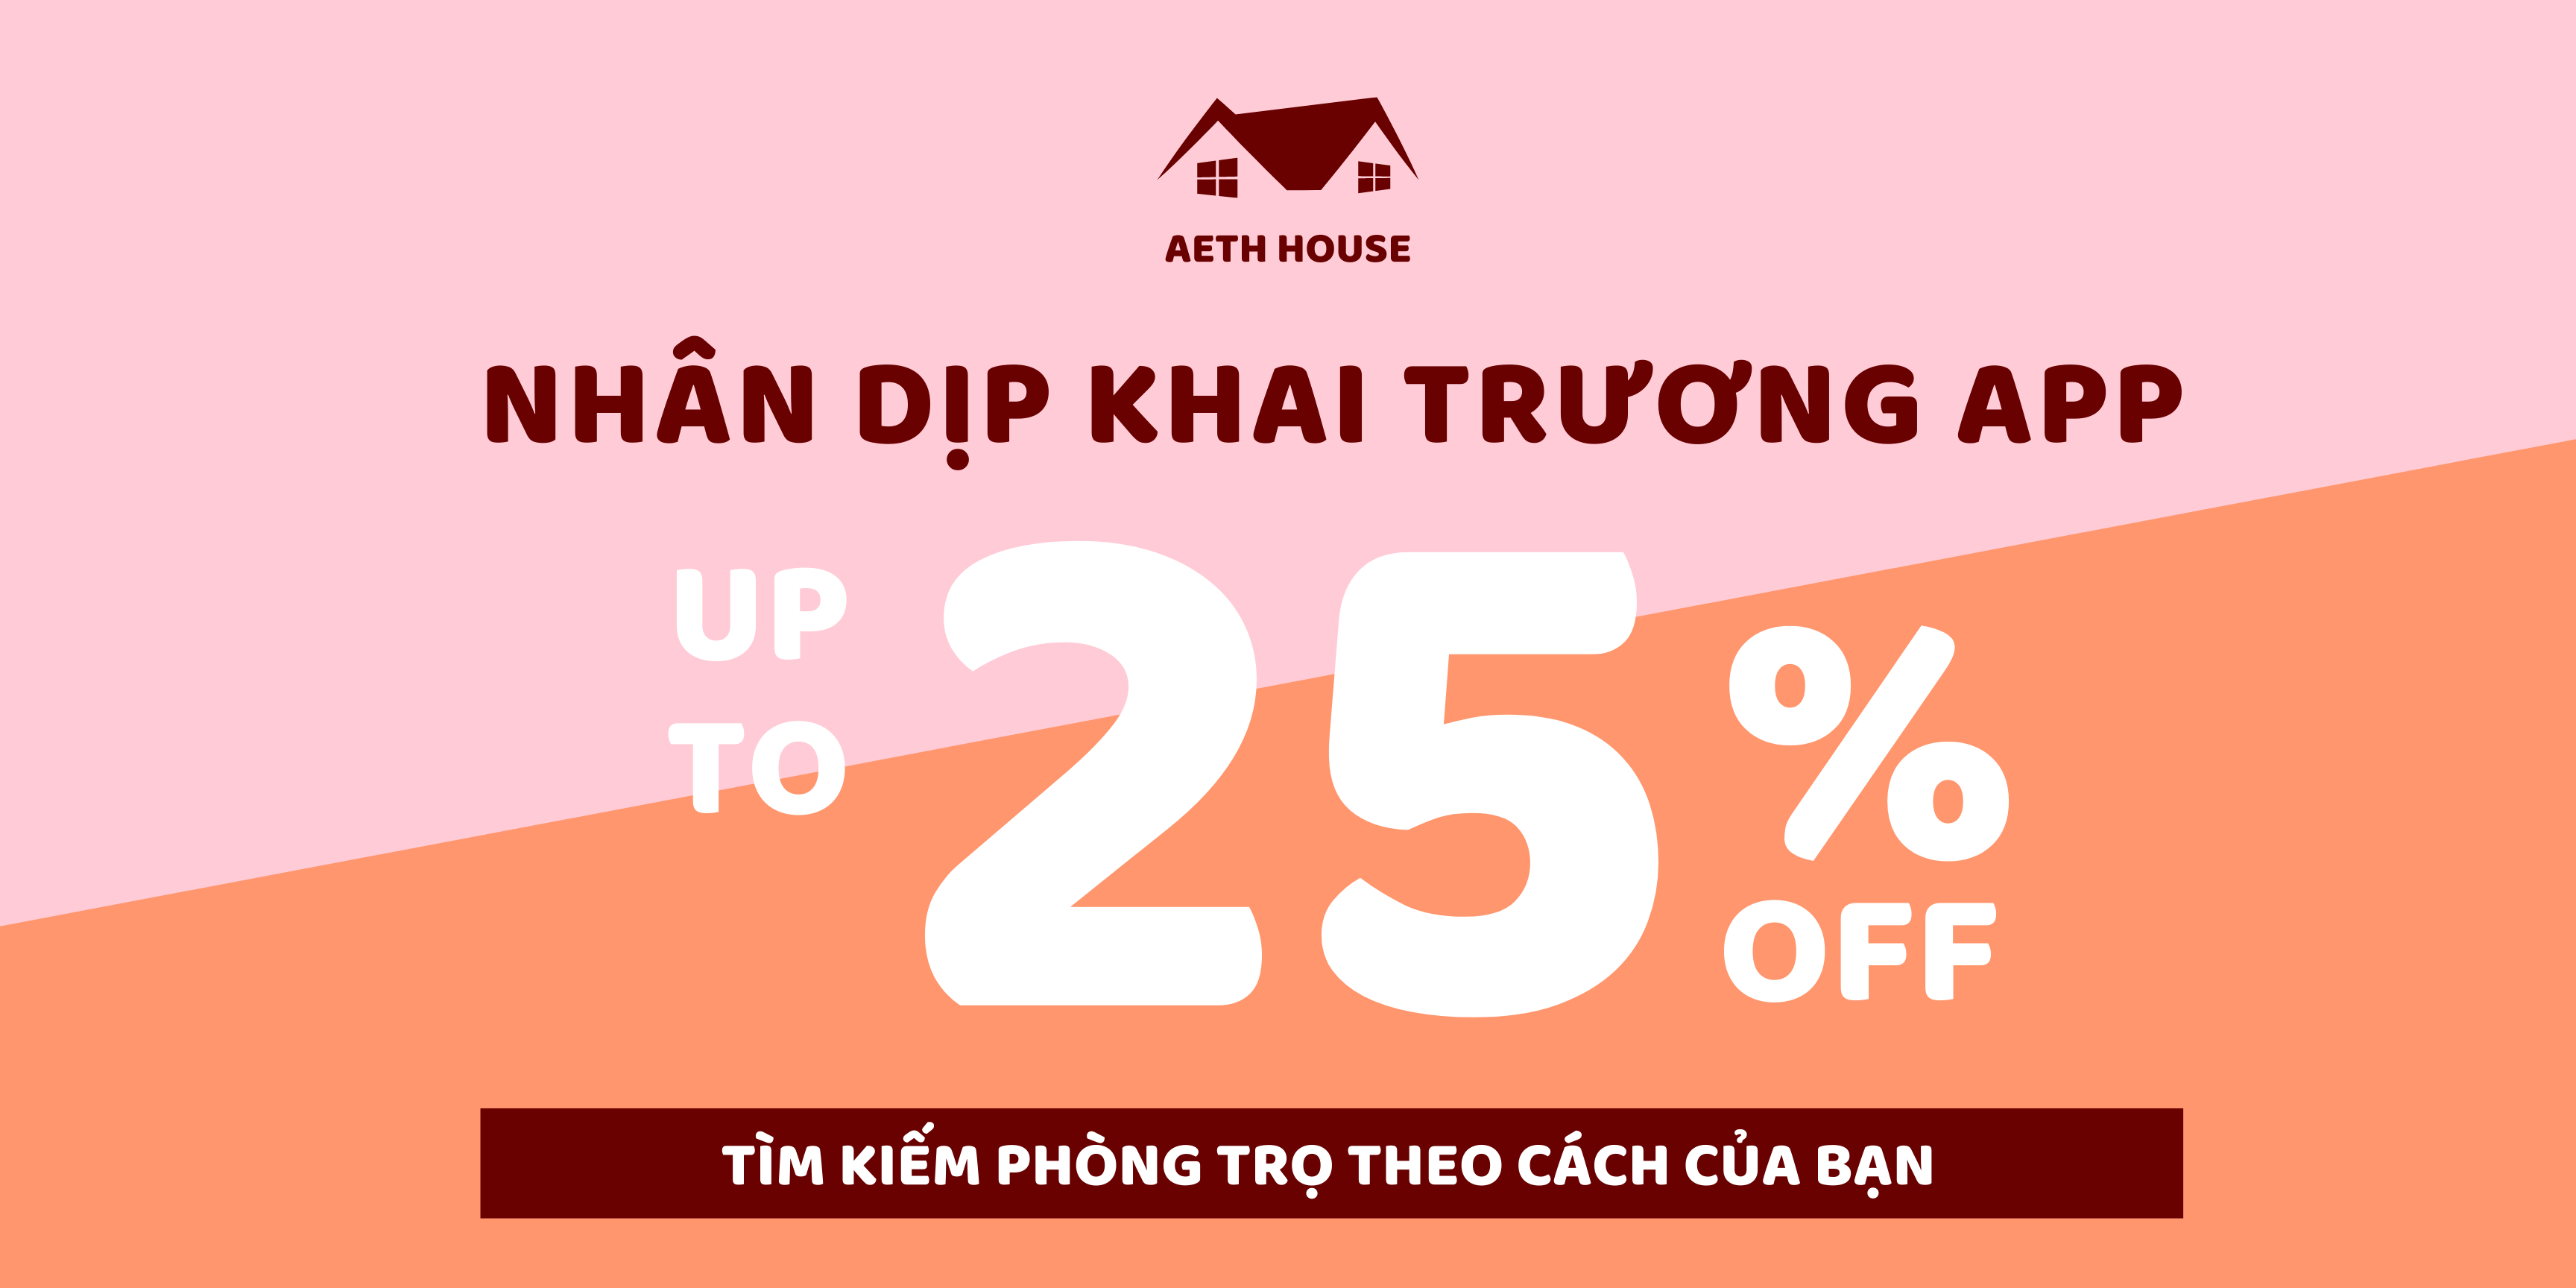 AETH HOUSE
NHÂN DỊP KHAI TRƯƠNG APP
UP
TO
25
%
OFF
TÌM KIẾM PHÒNG TRỌ THEO CÁCH CỦA BẠN